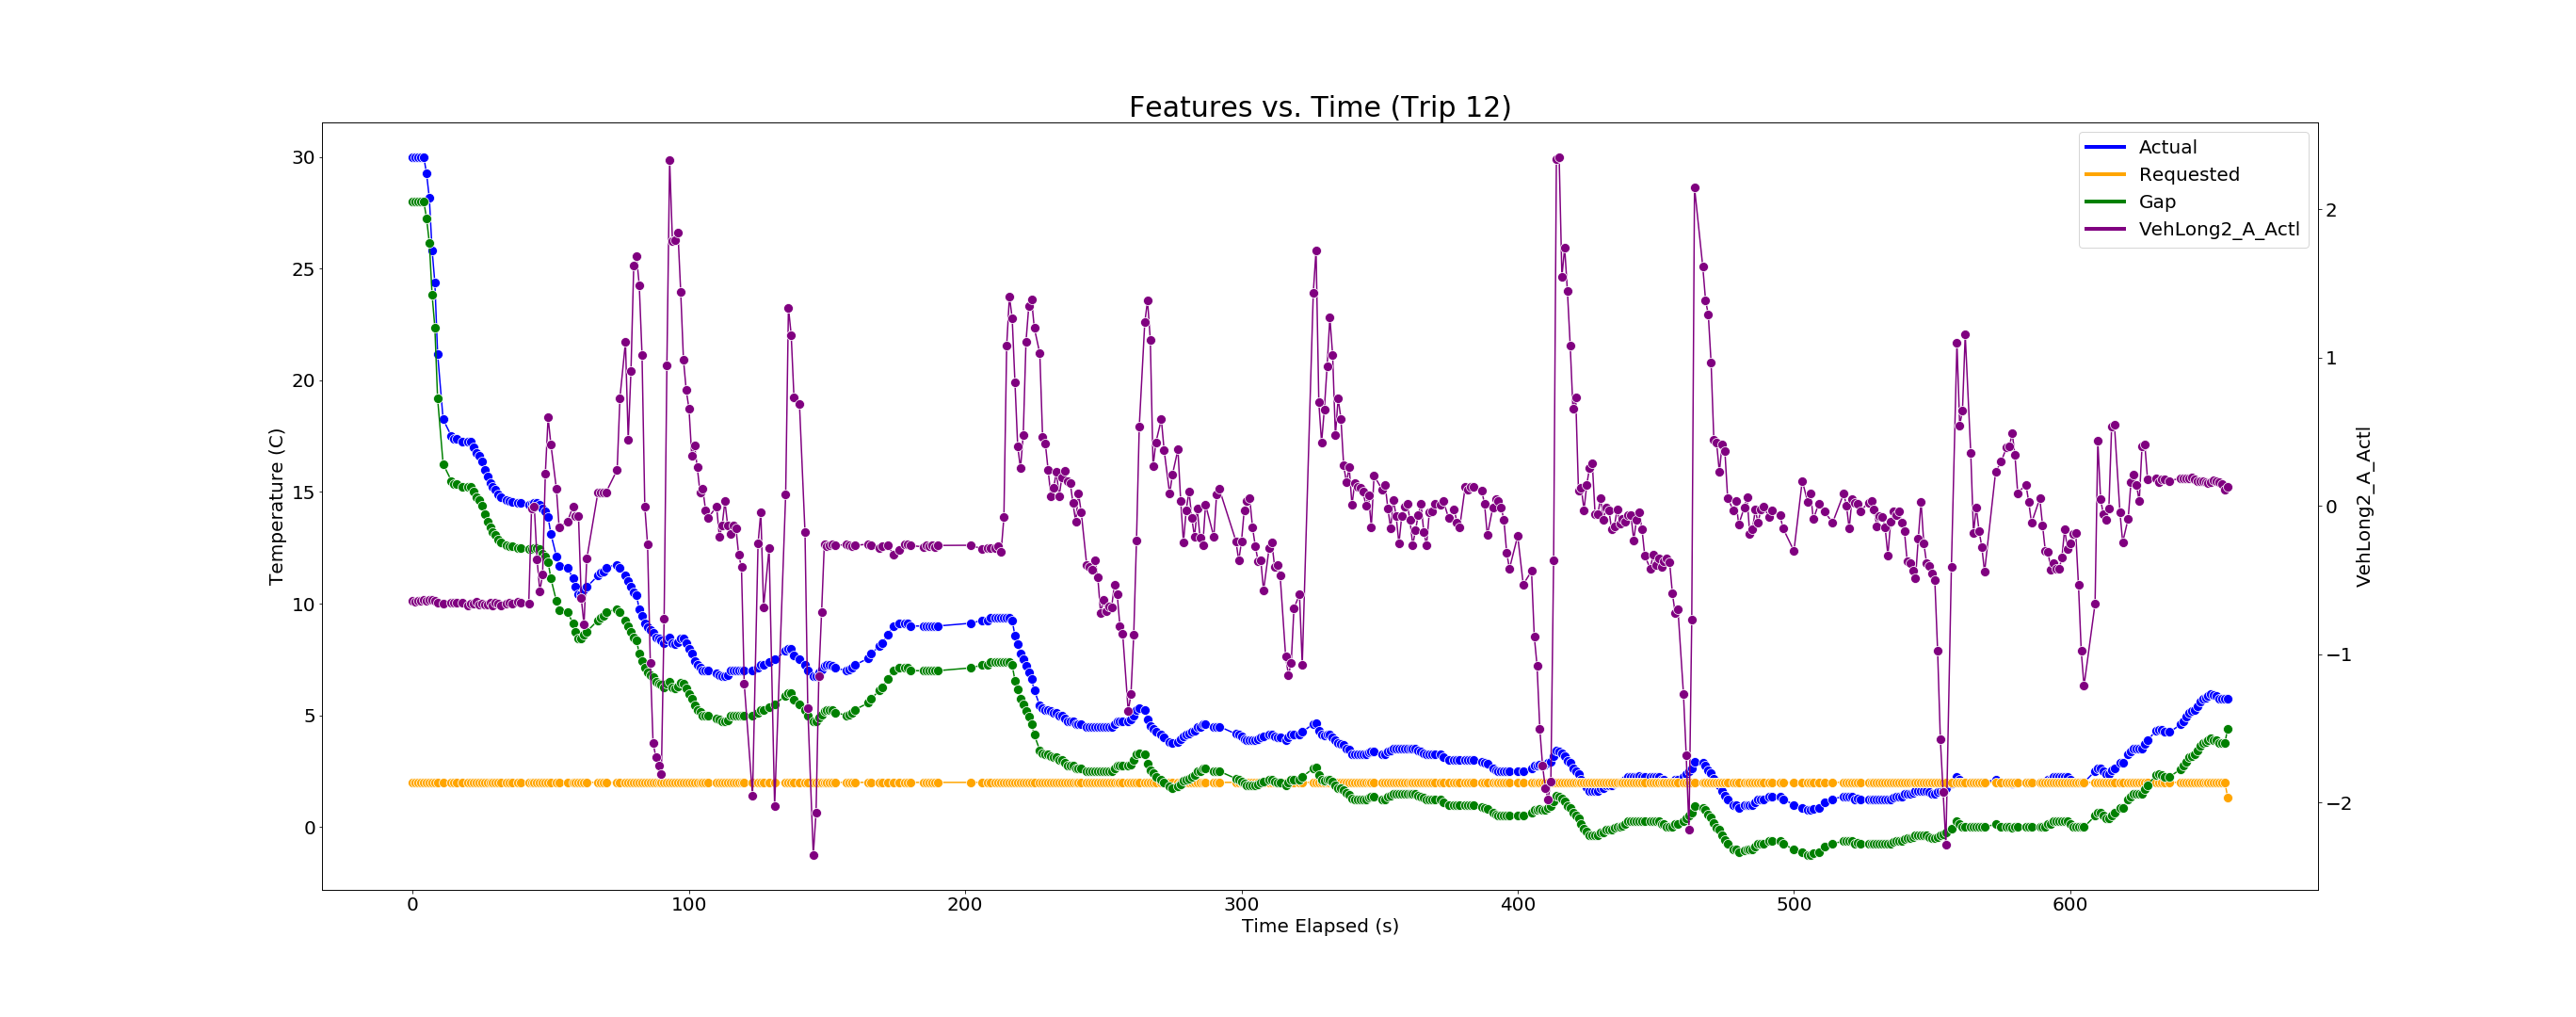 Features vs. Time (Trip 12)
Actual
Requested
Gap
VehLong2_A_Actl
Temperature (C)
30
25
20
15
10
5
0
2
1
0
−1
−2
VehLong2_A_Actl
0 100 200 300 400 500 600
Time Elapsed (s)